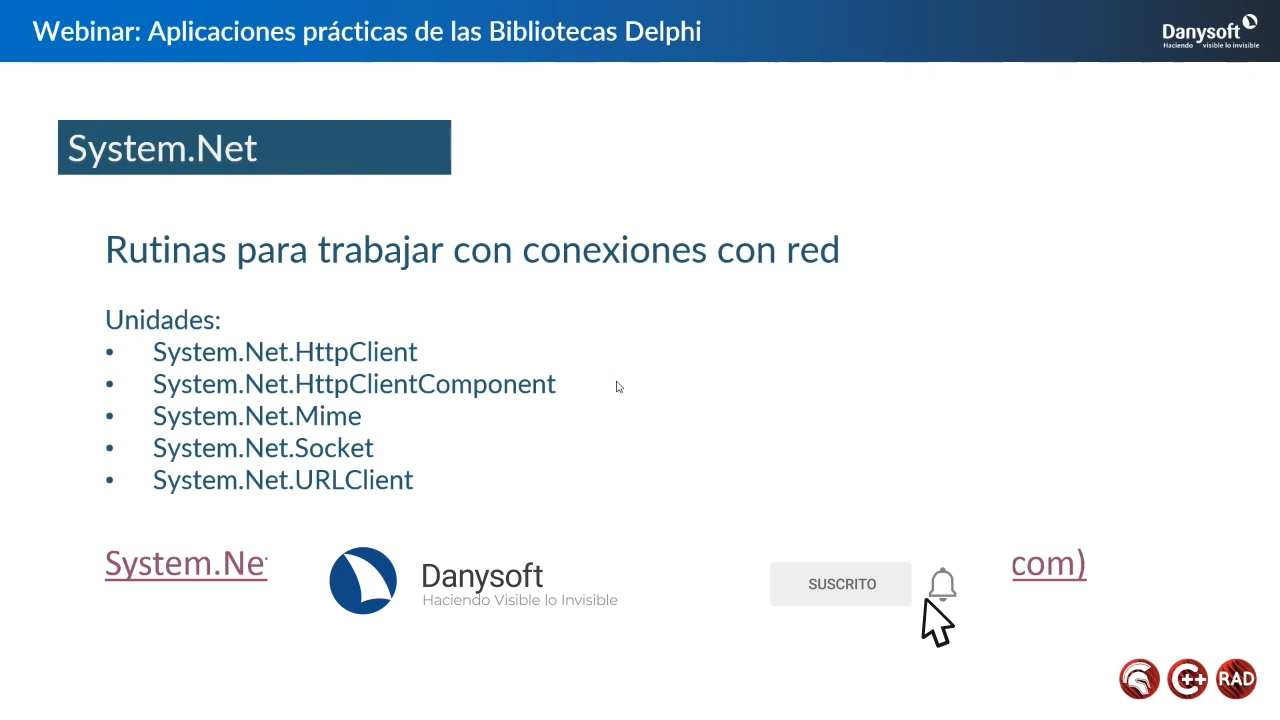 Webinar: Aplicaciones prácticas de las Bibliotecas Delphi
Danysoft
Haciendo visible lo invisible
System.Net
Rutinas para trabajar con conexiones con red
Unidades:
• System.Net.HttpClient
• System.Net.HttpClientComponent
• System.Net.Mime
• System.Net.Socket
• System.Net.URLClient
System.Ne com)
Danysoft
Haciendo Visible lo Invisible
SUSCRITO
C++ RAD